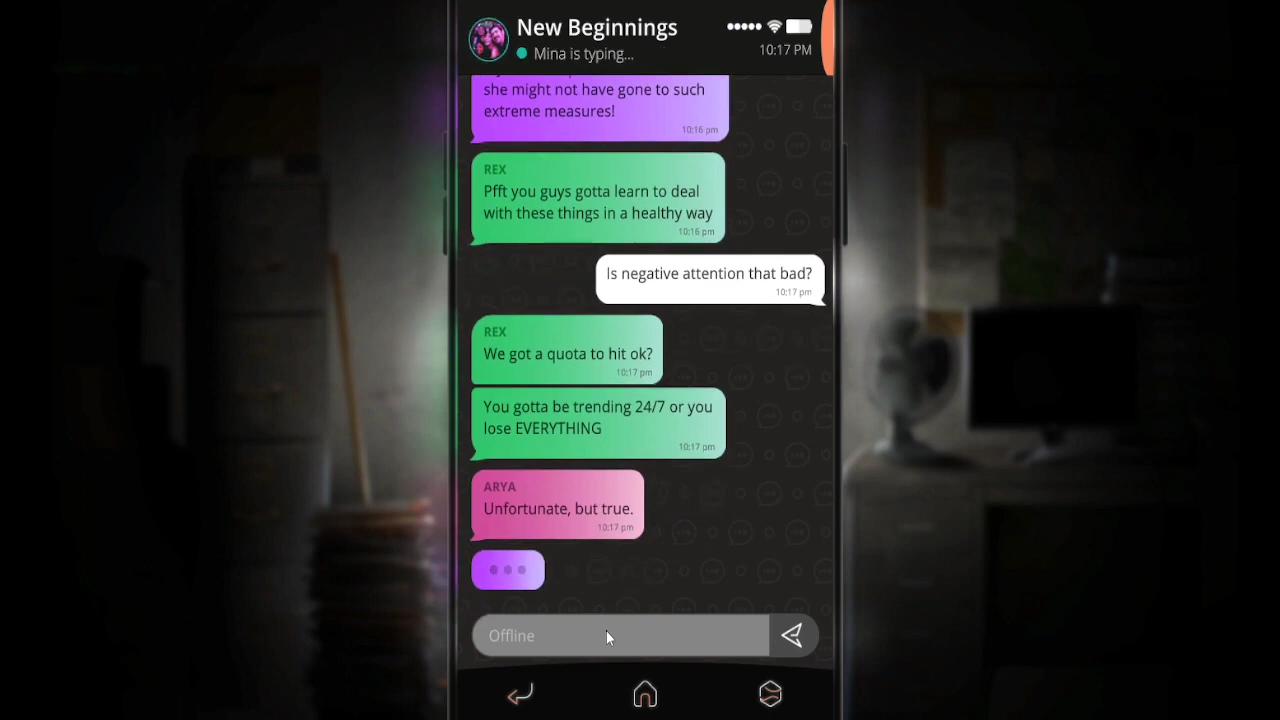 New Beginnings
Mina is typing...
10:17 PM
she might not have gone to such
extreme measures!
10:16 pm
REX
Pfft you guys gotta learn to deal
with these things in a healthy way
10:16 pm
Is negative attention that bad?
10:17 pm
REX
We got a quota to hit ok?
10:17 pm
You gotta be trending 24/7 or you
lose EVERYTHING
10:17 pm
ARYA
Unfortunate, but true.
10:17 pm
Offline